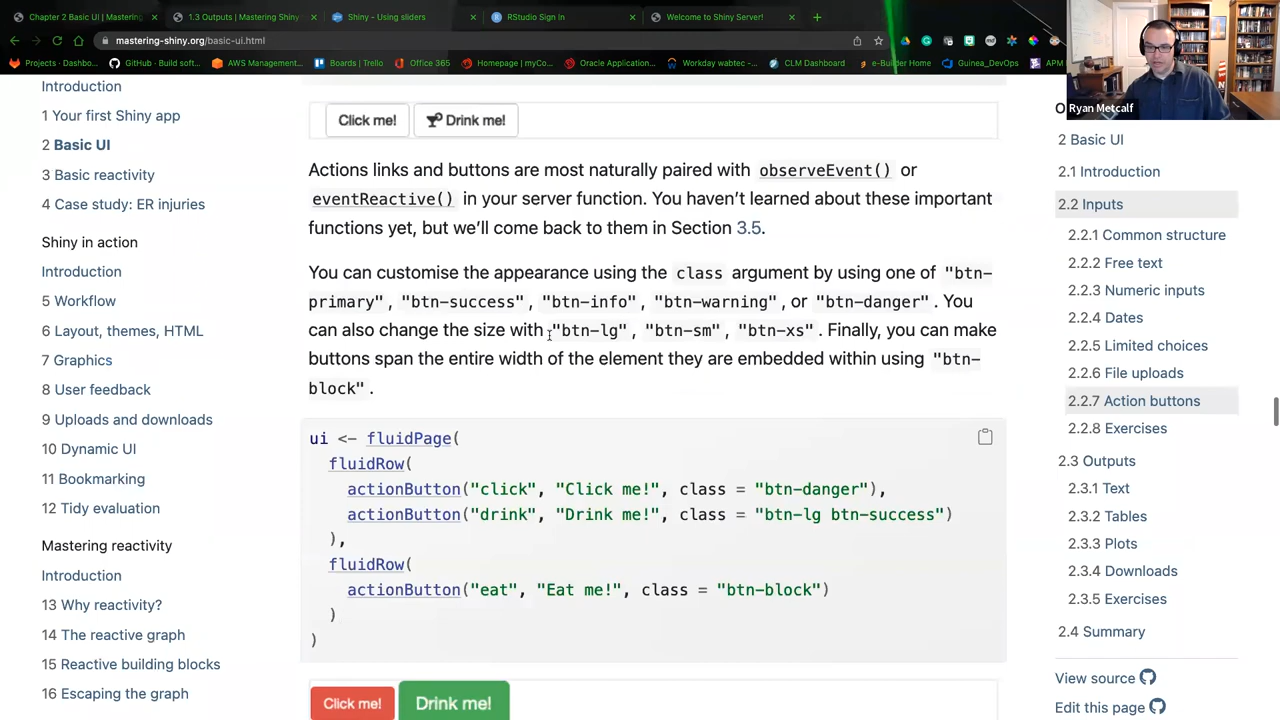 Chapter 2 Basic UI | Mastering
1.3 Outputs | Mastering Shiny
Shiny - Using sliders
RStudio Sign In
Welcome to Shiny Server!
mastering-shiny.org/basic-ui.html
Projects - Dashbo...
GitHub · Build soft...
AWS Management...
Boards | Trello
Office 365
Homepage | myCo...
Oracle Application...
Workday wabtec -...
CLM Dashboard
e-Builder Home
Guinea_DevOps
APM
Ryan Metcalf
Introduction
1 Your first Shiny app
2 Basic UI
3 Basic reactivity
4 Case study: ER injuries
Shiny in action
Introduction
5 Workflow
6 Layout, themes, HTML
7 Graphics
8 User feedback
9 Uploads and downloads
10 Dynamic UI
11 Bookmarking
12 Tidy evaluation
Mastering reactivity
Introduction
13 Why reactivity?
14 The reactive graph
15 Reactive building blocks
16 Escaping the graph
Click me! Drink me!
Actions links and buttons are most naturally paired with observeEvent() or
eventReactive() in your server function. You haven't learned about these important
functions yet, but we'll come back to them in Section 3.5.
You can customise the appearance using the class argument by using one of "btn-
primary", "btn-success", "btn-info", "btn-warning", or "btn-danger". You
can also change the size with "btn-lg", "btn-sm", "btn-xs". Finally, you can make
buttons span the entire width of the element they are embedded within using "btn-
block".
ui <- fluidPage(
fluidRow(
actionButton("click", "Click me!", class = "btn-danger"),
actionButton("drink", "Drink me!", class = "btn-lg btn-success")
),
fluidRow(
actionButton("eat", "Eat me!", class = "btn-block")
)
)
Click me! Drink me!
2 Basic UI
2.1 Introduction
2.2 Inputs
2.2.1 Common structure
2.2.2 Free text
2.2.3 Numeric inputs
2.2.4 Dates
2.2.5 Limited choices
2.2.6 File uploads
2.2.7 Action buttons
2.2.8 Exercises
2.3 Outputs
2.3.1 Text
2.3.2 Tables
2.3.3 Plots
2.3.4 Downloads
2.3.5 Exercises
2.4 Summary
View source
Edit this page